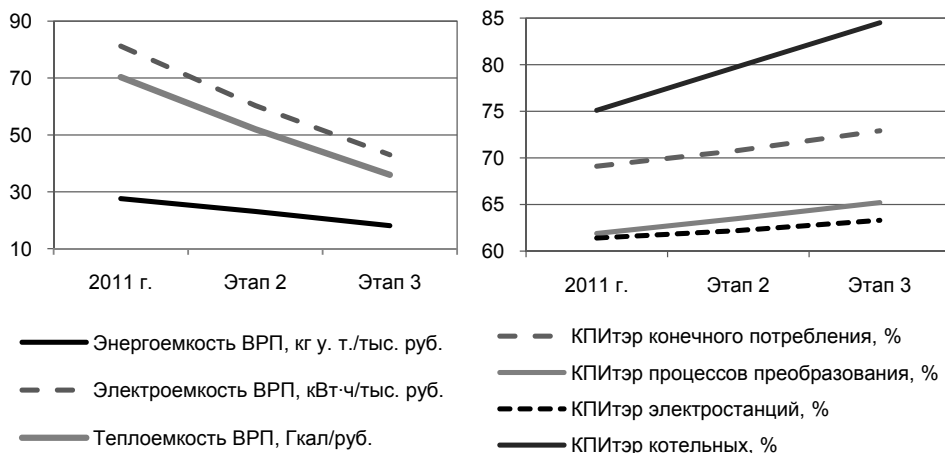 90
70
50
30
10
2011 г.
Этап 2
Этап 3
Энергоемкость ВРП, кг у. т./тыс. руб.
Электроемкость ВРП, кВт·ч/тыс. руб.
Теплоемкость ВРП, Гкал/руб.
85
80
75
70
65
60
2011 г.
Этап 2
Этап 3
КПИтэр конечного потребления, %
КПИтэр процессов преобразования, %
КПИтэр электростанций, %
КПИтэр котельных, %